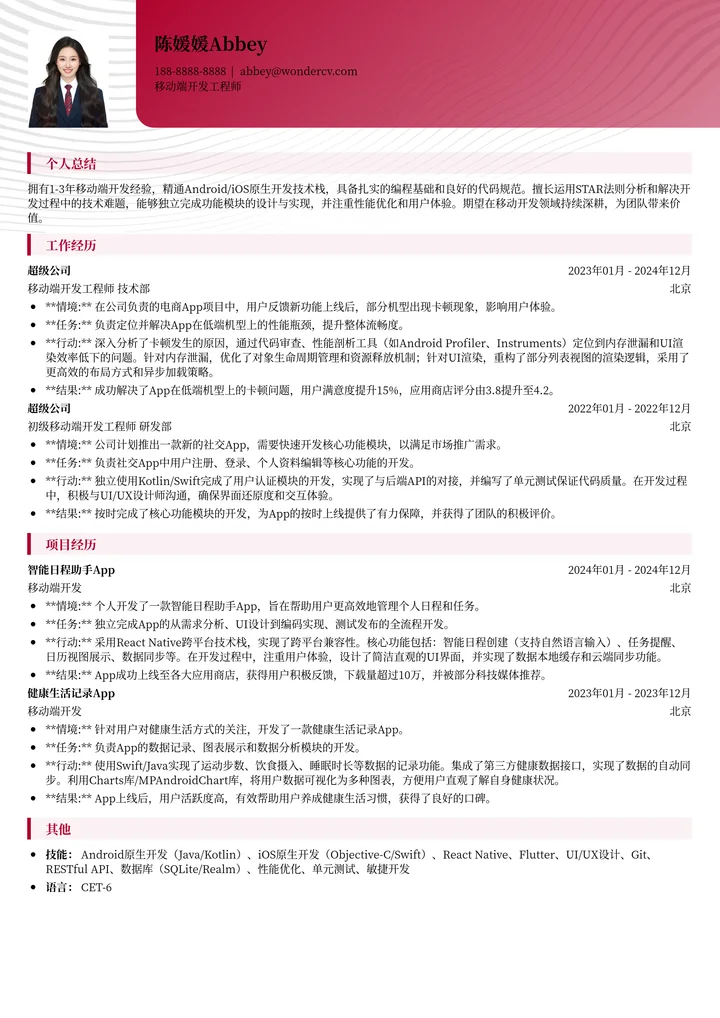 陈媛媛Abbey
188-8888-8888 | abbey@wondercv.com
移动端开发工程师
个人总结
拥有1-3年移动端开发经验，精通Android/iOS原生开发技术栈，具备扎实的编程基础和良好的代码规范。擅长运用STAR法则分析和解决开
发过程中的技术难题，能够独立完成功能模块的设计与实现，并注重性能优化和用户体验。期望在移动开发领域持续深耕，为团队带来价
值。
工作经历
超级公司 2023年01月 - 2024年12月
移动端开发工程师 技术部 北京
• **情境:** 在公司负责的电商App项目中，用户反馈新功能上线后，部分机型出现卡顿现象，影响用户体验。
• **任务:** 负责定位并解决App在低端机型上的性能瓶颈，提升整体流畅度。
• **行动:** 深入分析了卡顿发生的原因，通过代码审查、性能剖析工具（如Android Profiler、Instruments）定位到内存泄漏和UI渲
染效率低下的问题。针对内存泄漏，优化了对象生命周期管理和资源释放机制；针对UI渲染，重构了部分列表视图的渲染逻辑，采用了
更高效的布局方式和异步加载策略。
• **结果:** 成功解决了App在低端机型上的卡顿问题，用户满意度提升15%，应用商店评分由3.8提升至4.2。
超级公司 2022年01月 - 2022年12月
初级移动端开发工程师 研发部 北京
• **情境:** 公司计划推出一款新的社交App，需要快速开发核心功能模块，以满足市场推广需求。
• **任务:** 负责社交App中用户注册、登录、个人资料编辑等核心功能的开发。
• **行动:** 独立使用Kotlin/Swift完成了用户认证模块的开发，实现了与后端API的对接，并编写了单元测试保证代码质量。在开发过程
中，积极与UI/UX设计师沟通，确保界面还原度和交互体验。
• **结果:** 按时完成了核心功能模块的开发，为App的按时上线提供了有力保障，并获得了团队的积极评价。
项目经历
智能日程助手App 2024年01月 - 2024年12月
移动端开发 北京
• **情境:** 个人开发了一款智能日程助手App，旨在帮助用户更高效地管理个人日程和任务。
• **任务:** 独立完成App的从需求分析、UI设计到编码实现、测试发布的全流程开发。
• **行动:** 采用React Native跨平台技术栈，实现了跨平台兼容性。核心功能包括：智能日程创建（支持自然语言输入）、任务提醒、
日历视图展示、数据同步等。在开发过程中，注重用户体验，设计了简洁直观的UI界面，并实现了数据本地缓存和云端同步功能。
• **结果:** App成功上线至各大应用商店，获得用户积极反馈，下载量超过10万，并被部分科技媒体推荐。
健康生活记录App 2023年01月 - 2023年12月
移动端开发 北京
• **情境:** 针对用户对健康生活方式的关注，开发了一款健康生活记录App。
• **任务:** 负责App的数据记录、图表展示和数据分析模块的开发。
• **行动:** 使用Swift/Java实现了运动步数、饮食摄入、睡眠时长等数据的记录功能。集成了第三方健康数据接口，实现了数据的自动同
步。利用Charts库/MPAndroidChart库，将用户数据可视化为多种图表，方便用户直观了解自身健康状况。
• **结果:** App上线后，用户活跃度高，有效帮助用户养成健康生活习惯，获得了良好的口碑。
其他
• 技能： Android原生开发（Java/Kotlin）、iOS原生开发（Objective-C/Swift）、React Native、Flutter、UI/UX设计、Git、
RESTful API、数据库（SQLite/Realm）、性能优化、单元测试、敏捷开发
• 语言： CET-6